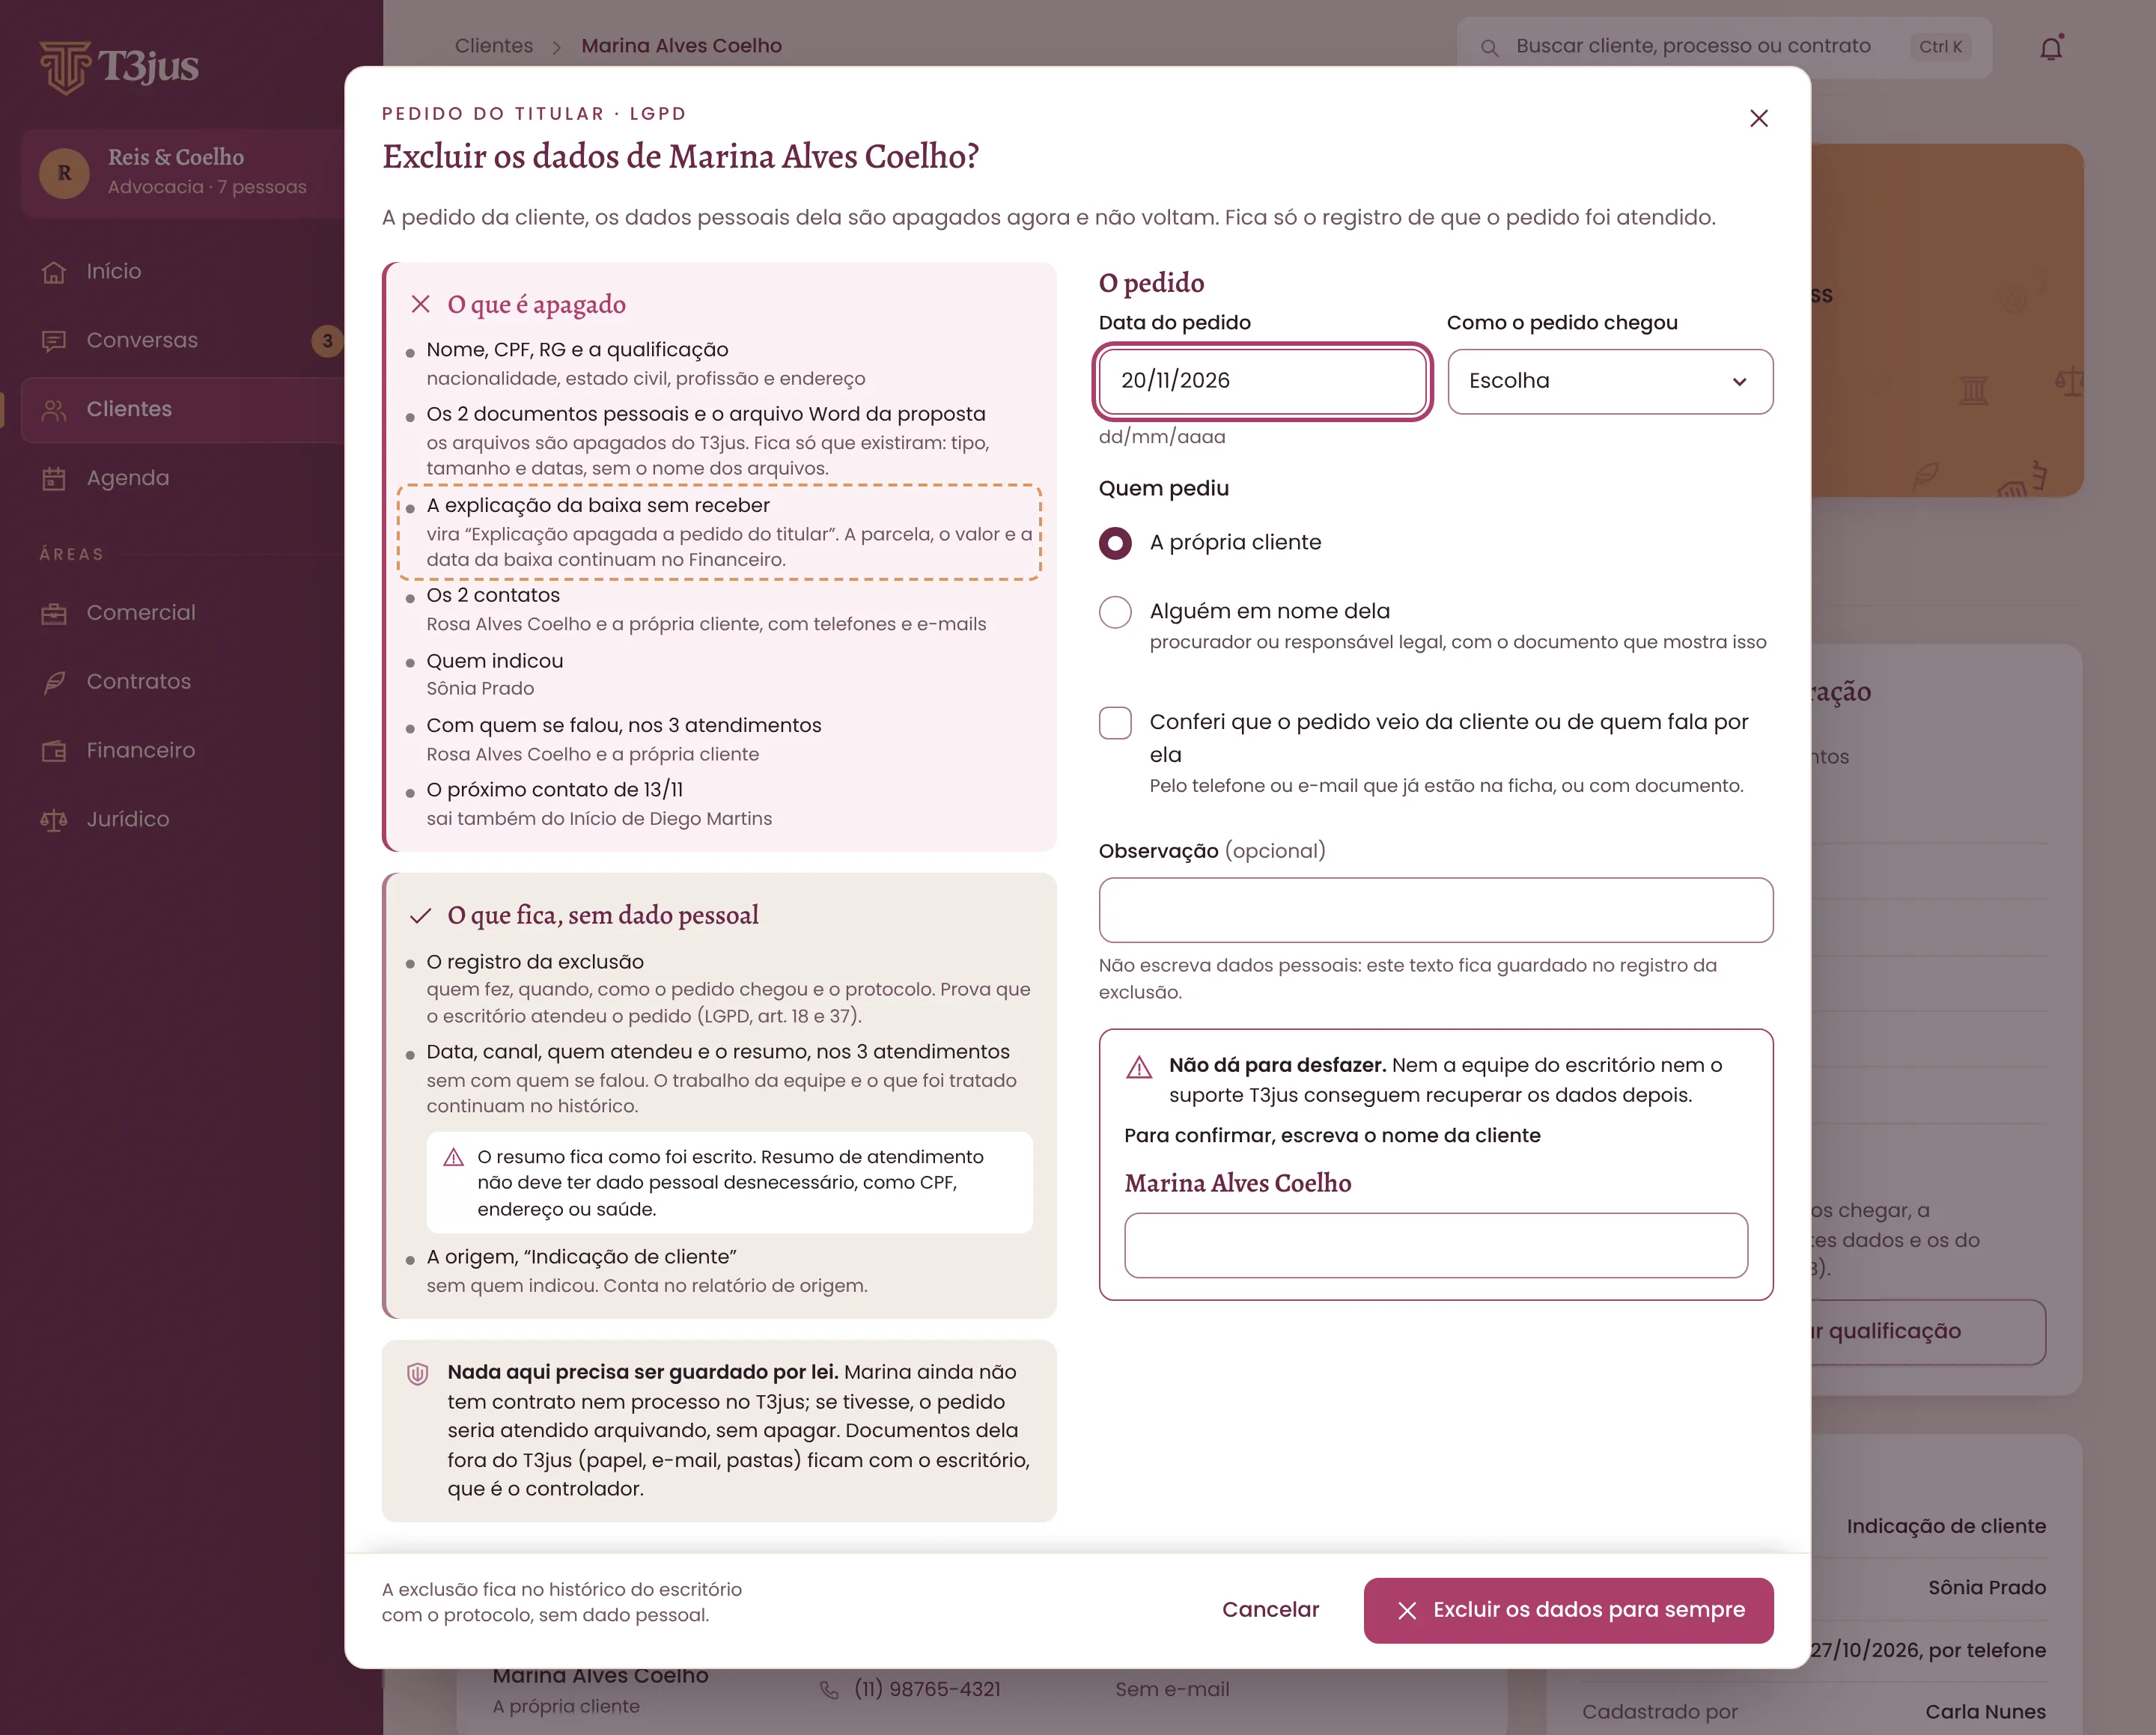 T3jus
Clientes > Marina Alves Coelho
Buscar cliente, processo ou contrato
Ctrl K
R
Reis & Coelho
Advocacia · 7 pessoas
Início
Conversas
3
Clientes
Agenda
ÁREAS
Comercial
Contratos
Financeiro
Jurídico
PEDIDO DO TITULAR · LGPD
Excluir os dados de Marina Alves Coelho?
A pedido da cliente, os dados pessoais dela são apagados agora e não voltam. Fica só o registro de que o pedido foi atendido.
O que é apagado
Nome, CPF, RG e a qualificação
nacionalidade, estado civil, profissão e endereço
Os 2 documentos pessoais e o arquivo Word da proposta
os arquivos são apagados do T3jus. Fica só que existiram: tipo,
tamanho e datas, sem o nome dos arquivos.
A explicação da baixa sem receber
vira “Explicação apagada a pedido do titular”. A parcela, o valor e a
data da baixa continuam no Financeiro.
Os 2 contatos
Rosa Alves Coelho e a própria cliente, com telefones e e-mails
Quem indicou
Sônia Prado
Com quem se falou, nos 3 atendimentos
Rosa Alves Coelho e a própria cliente
O próximo contato de 13/11
sai também do Início de Diego Martins
O que fica, sem dado pessoal
O registro da exclusão
quem fez, quando, como o pedido chegou e o protocolo. Prova que
o escritório atendeu o pedido (LGPD, art. 18 e 37).
Data, canal, quem atendeu e o resumo, nos 3 atendimentos
sem com quem se falou. O trabalho da equipe e o que foi tratado
continuam no histórico.
O resumo fica como foi escrito. Resumo de atendimento
não deve ter dado pessoal desnecessário, como CPF,
endereço ou saúde.
A origem, “Indicação de cliente”
sem quem indicou. Conta no relatório de origem.
Nada aqui precisa ser guardado por lei. Marina ainda não
tem contrato nem processo no T3jus; se tivesse, o pedido
seria atendido arquivando, sem apagar. Documentos dela
fora do T3jus (papel, e-mail, pastas) ficam com o escritório,
que é o controlador.
O pedido
Data do pedido
20/11/2026
dd/mm/aaaa
Como o pedido chegou
Escolha
Quem pediu
A própria cliente
Alguém em nome dela
procurador ou responsável legal, com o documento que mostra isso
Conferi que o pedido veio da cliente ou de quem fala por
ela
Pelo telefone ou e-mail que já estão na ficha, ou com documento.
Observação (opcional)
Não escreva dados pessoais: este texto fica guardado no registro da
exclusão.
Não dá para desfazer. Nem a equipe do escritório nem o
suporte T3jus conseguem recuperar os dados depois.
Para confirmar, escreva o nome da cliente
Marina Alves Coelho
A exclusão fica no histórico do escritório
com o protocolo, sem dado pessoal.
Cancelar
Excluir os dados para sempre
ss
ração
ntos
os chegar, a
tes dados e os do
).
r qualificação
Indicação de cliente
Sônia Prado
27/10/2026, por telefone
Cadastrado por
Carla Nunes
Marina Alves Coelho
A própria cliente
(11) 98765-4321
Sem e-mail